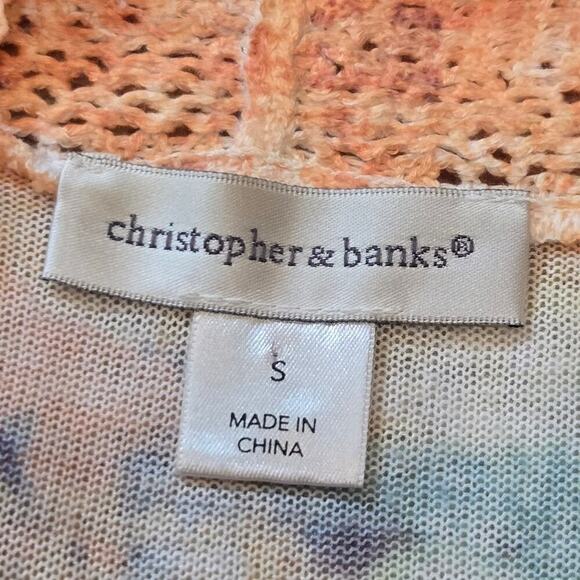 christopher & banks®
S
MADE IN
CHINA